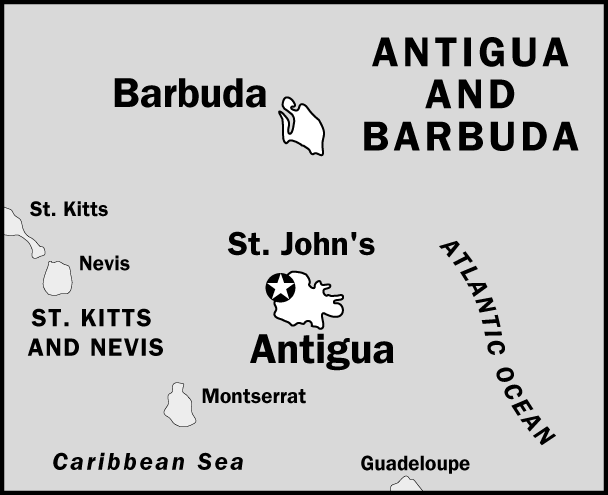 ANTIGUA
AND
BARBUDA
Barbuda
St. Kitts
Nevis
St. John's
ST. KITTS
AND NEVIS
Antigua
ATLANTIC OCEAN
Montserrat
Caribbean Sea
Guadeloupe